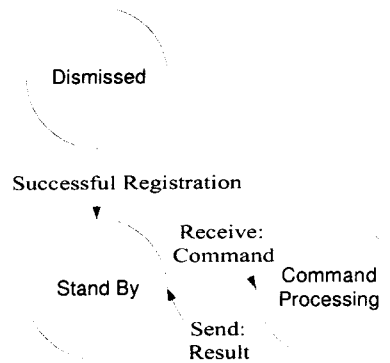 Dismissed
Successful Registration
Receive:
Command
Stand By
Command
Processing
Send:
Result